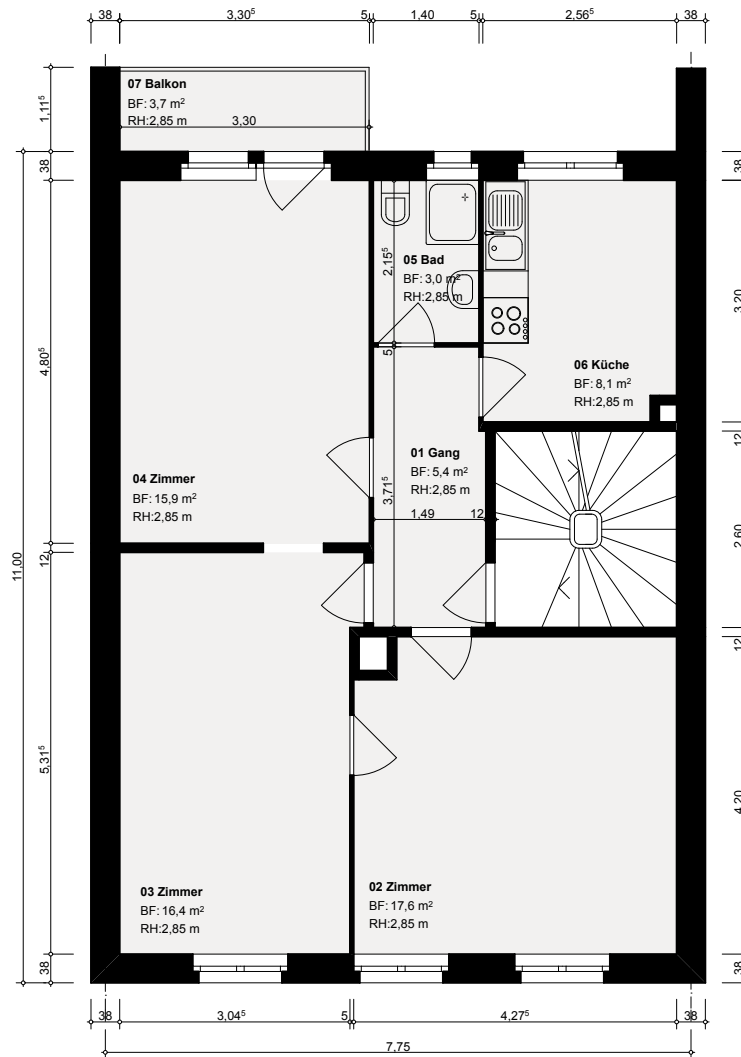 38 3,30⁵ 5 1,40 5 2,56⁵ 38
07 Balkon
BF: 3,7 m²
RH:2,85 m
3,30
1,11⁵
38
38
05 Bad
BF: 3,0 m²
RH:2,85 m
2,15⁵
5
3,20
4,80⁵
06 Küche
BF: 8,1 m²
RH:2,85 m
12
01 Gang
BF: 5,4 m²
RH:2,85 m
3,71⁵
1,49 12
04 Zimmer
BF: 15,9 m²
RH:2,85 m
2,60
11,00
12
12
5,31⁵
4,20
03 Zimmer
BF: 16,4 m²
RH:2,85 m
02 Zimmer
BF: 17,6 m²
RH:2,85 m
38
38
38 3,04⁵ 5 4,27⁵ 38
7,75